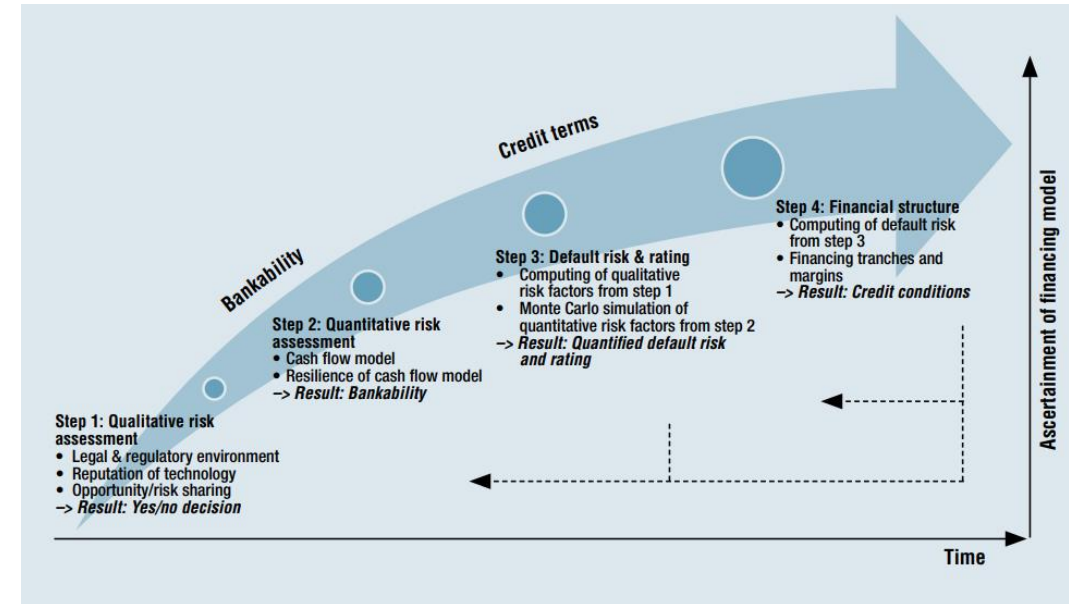 Credit terms
Bankability
Step 1: Qualitative risk
assessment
• Legal & regulatory environment
• Reputation of technology
• Opportunity/risk sharing
–> Result: Yes/no decision
Step 2: Quantitative risk
assessment
• Cash flow model
• Resilience of cash flow model
–> Result: Bankability
Step 3: Default risk & rating
• Computing of qualitative
risk factors from step 1
• Monte Carlo simulation of
quantitative risk factors from step 2
–> Result: Quantified default risk
and rating
Step 4: Financial structure
• Computing of default risk
from step 3
• Financing tranches and
margins
–> Result: Credit conditions
Ascertainment of financing model
Time